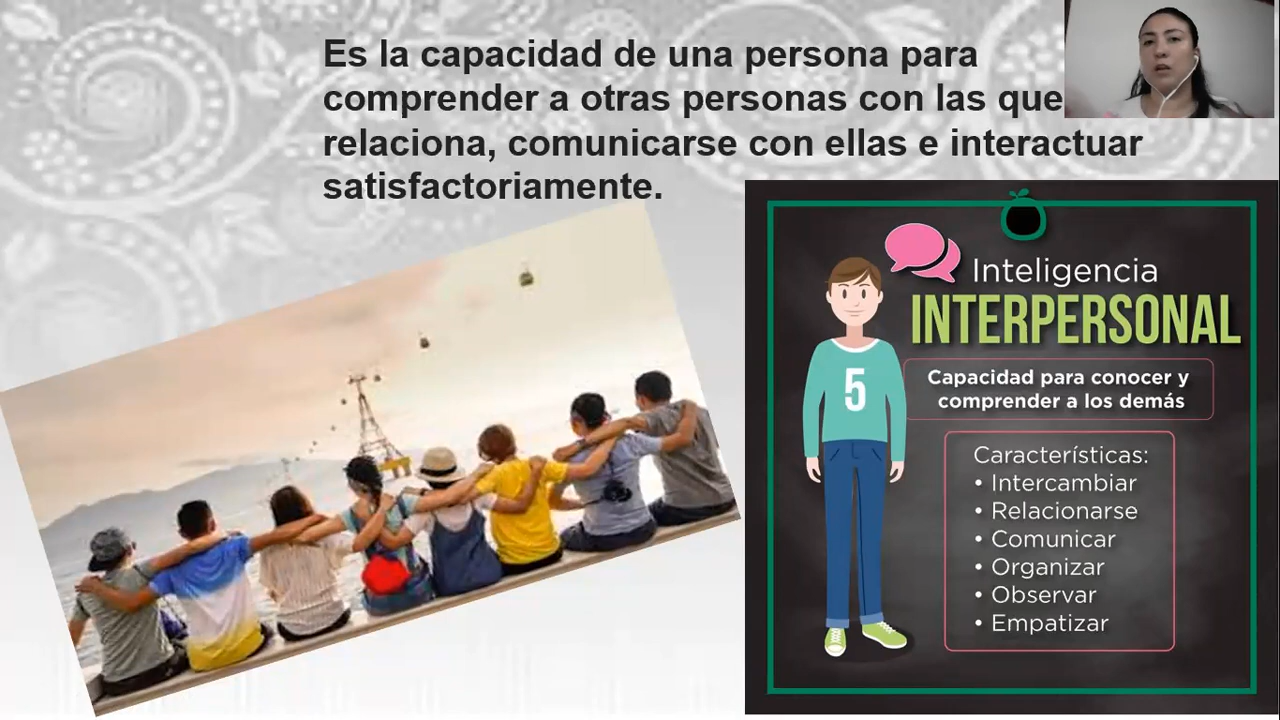 Es la capacidad de una persona para
comprender a otras personas con las que
relaciona, comunicarse con ellas e interactuar
satisfactoriamente.
Inteligencia
INTERPERSONAL
Capacidad para conocer y
comprender a los demás
5
Características:
• Intercambiar
• Relacionarse
• Comunicar
• Organizar
• Observar
• Empatizar